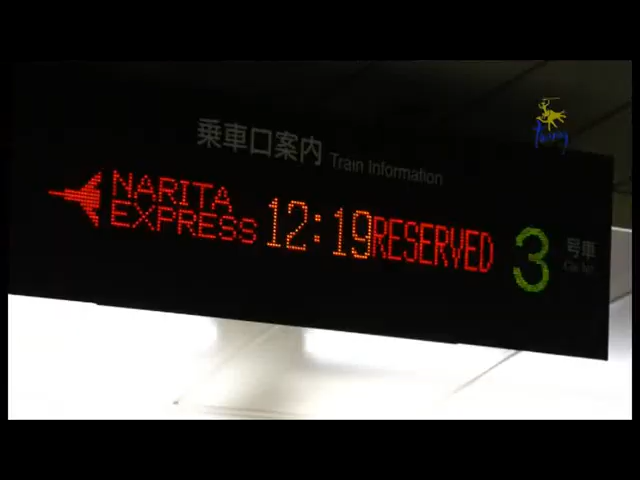 乗車口案内 Train Information
NARITA EXPRESS 12:19 RESERVED 3 号車
Car No.